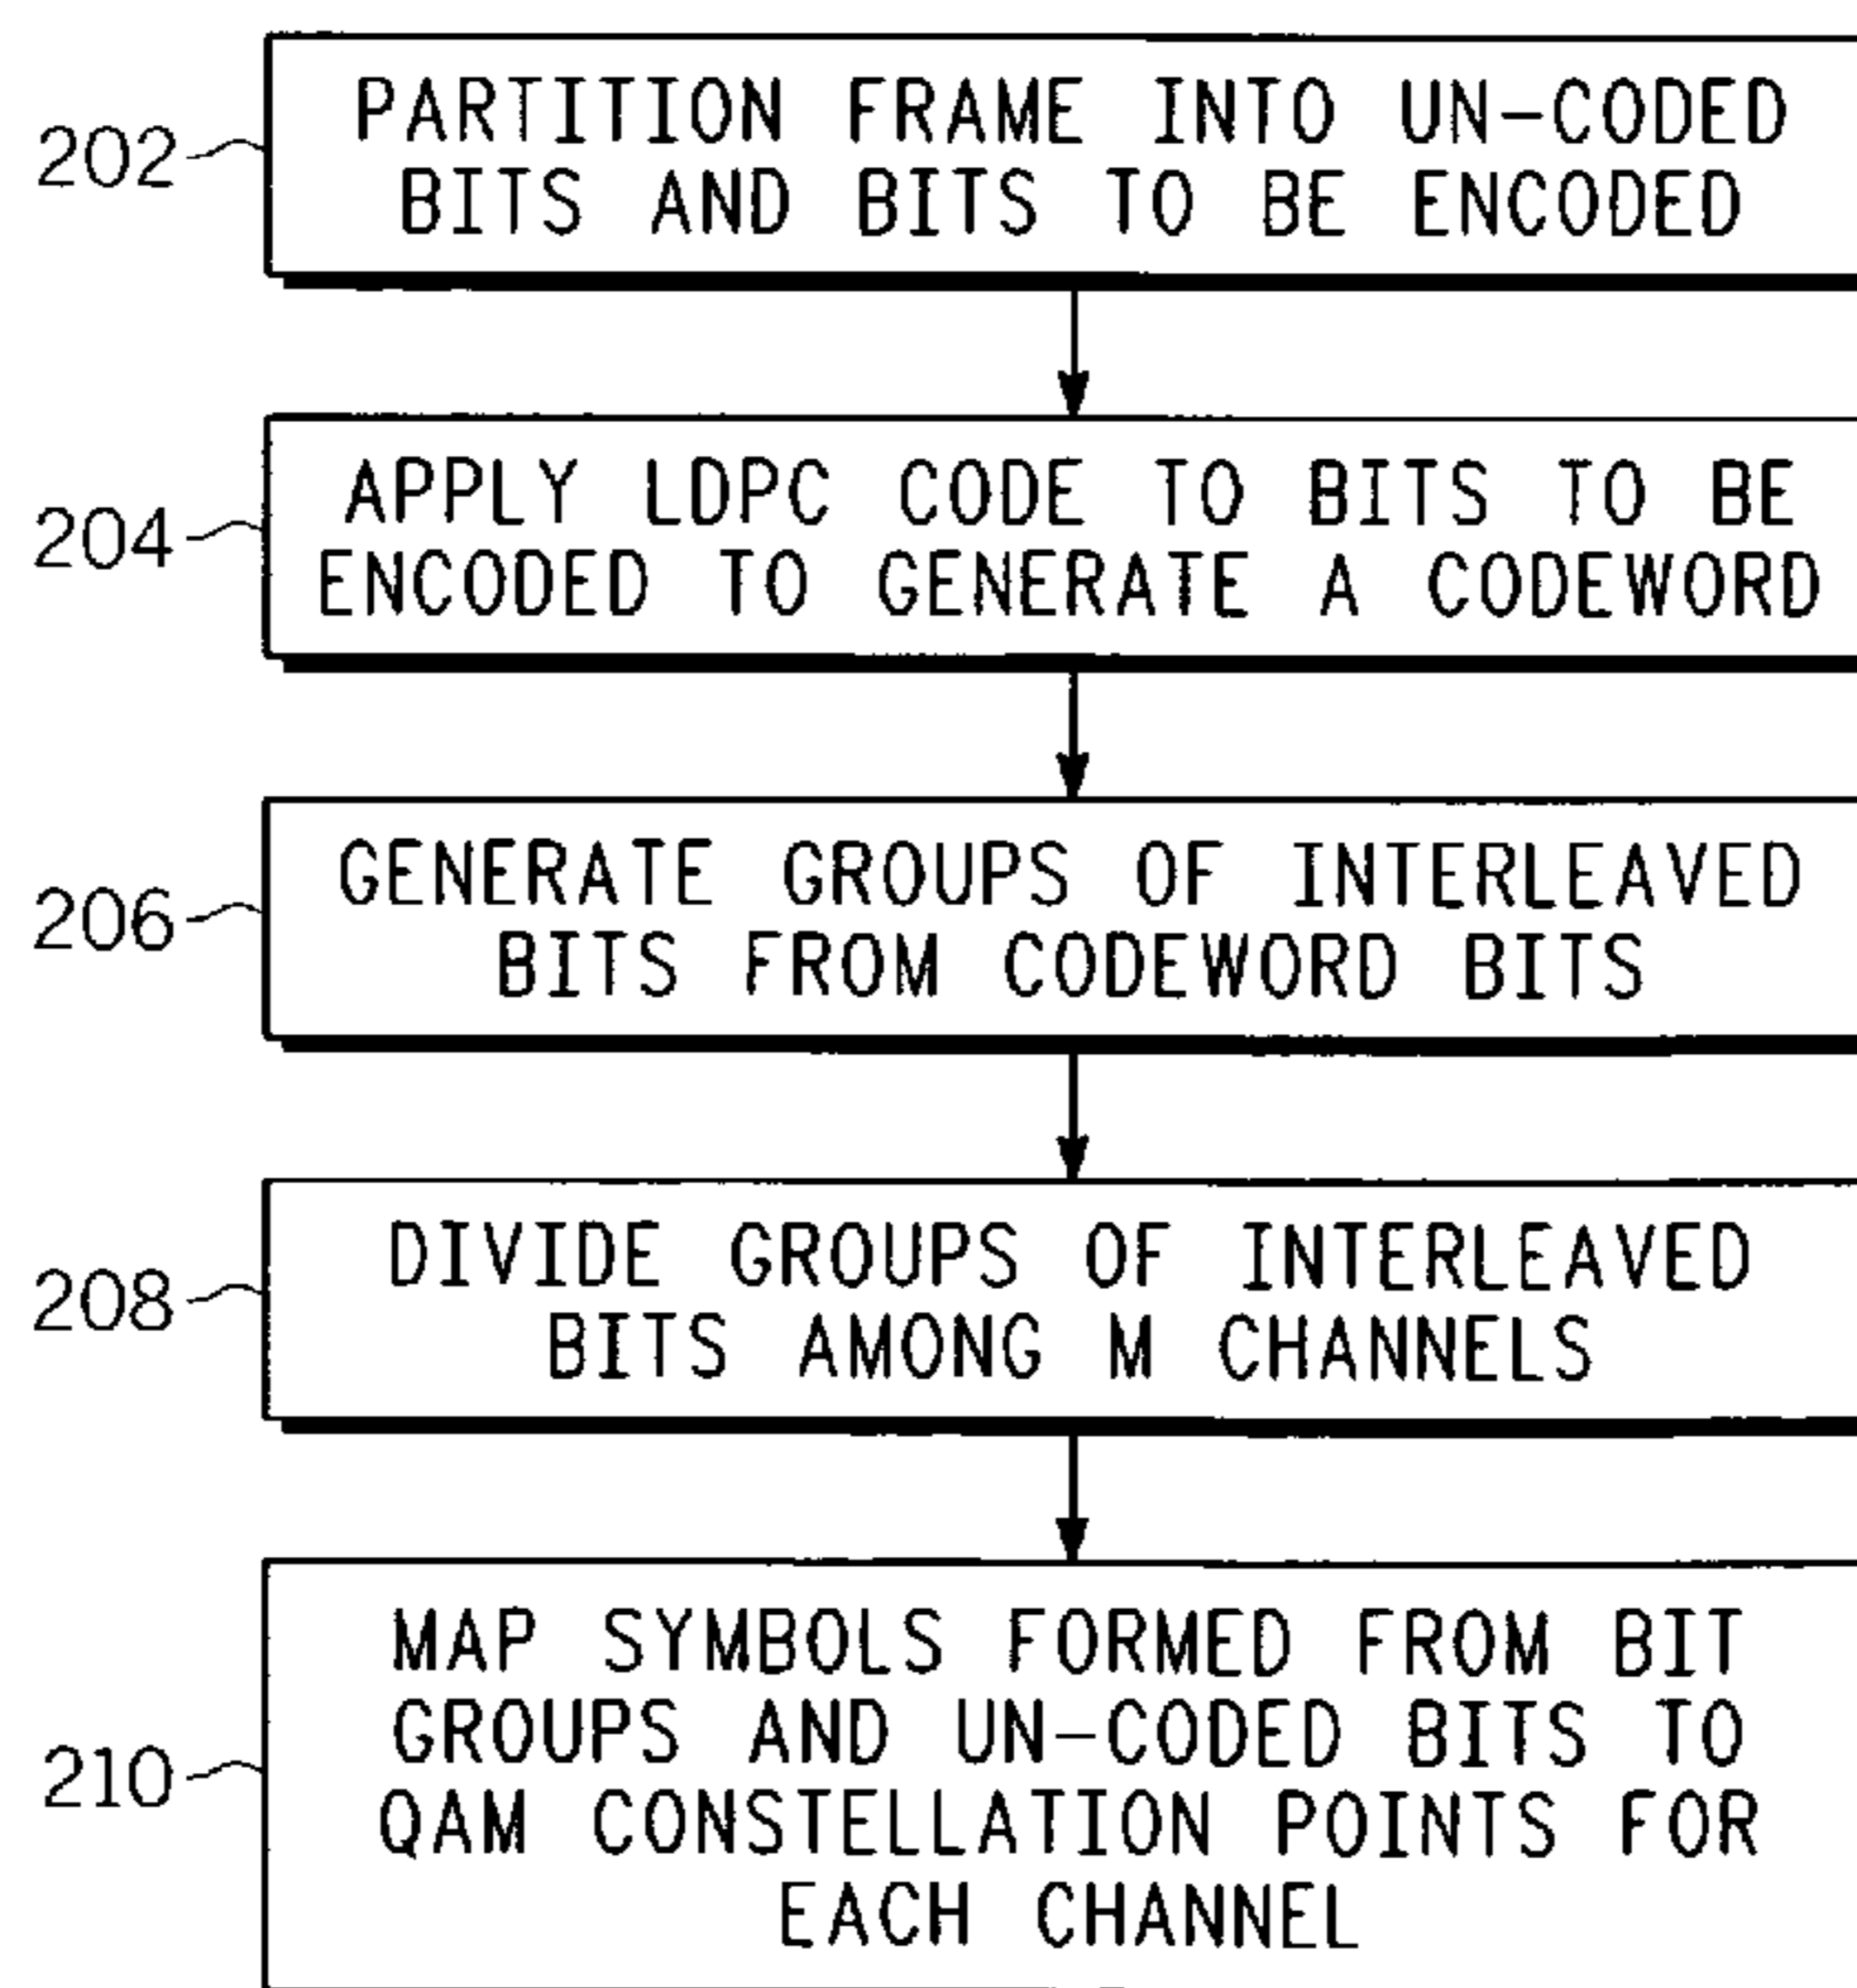 202
PARTITION FRAME INTO UN-CODED
BITS AND BITS TO BE ENCODED
204
APPLY LDPC CODE TO BITS TO BE
ENCODED TO GENERATE A CODEWORD
206
GENERATE GROUPS OF INTERLEAVED
BITS FROM CODEWORD BITS
208
DIVIDE GROUPS OF INTERLEAVED
BITS AMONG M CHANNELS
210
MAP SYMBOLS FORMED FROM BIT
GROUPS AND UN-CODED BITS TO
QAM CONSTELLATION POINTS FOR
EACH CHANNEL